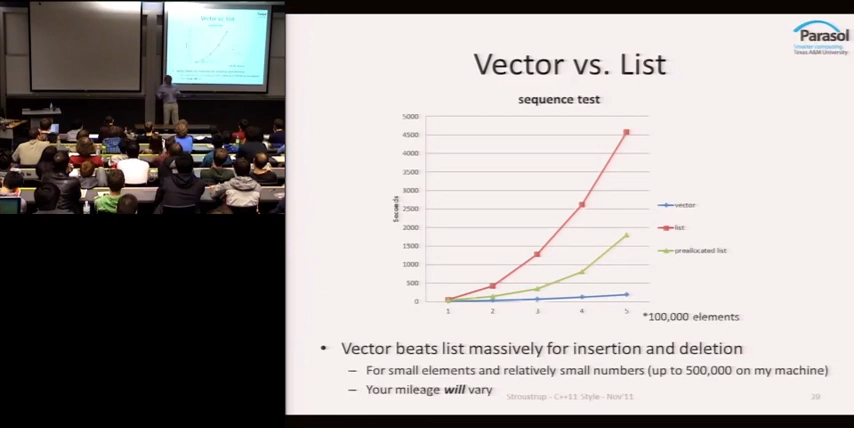 Parasol
Smarter computing.
Texas A&M University
Vector vs. List
sequence test
5000
4500
4000
3500
3000
2500
2000
1500
1000
500
0
Seconds
1
2
3
4
5
vector
list
preallocated list
*100,000 elements
• Vector beats list massively for insertion and deletion
– For small elements and relatively small numbers (up to 500,000 on my machine)
– Your mileage will vary
Stroustrup - C++11 Style - Nov'11
20